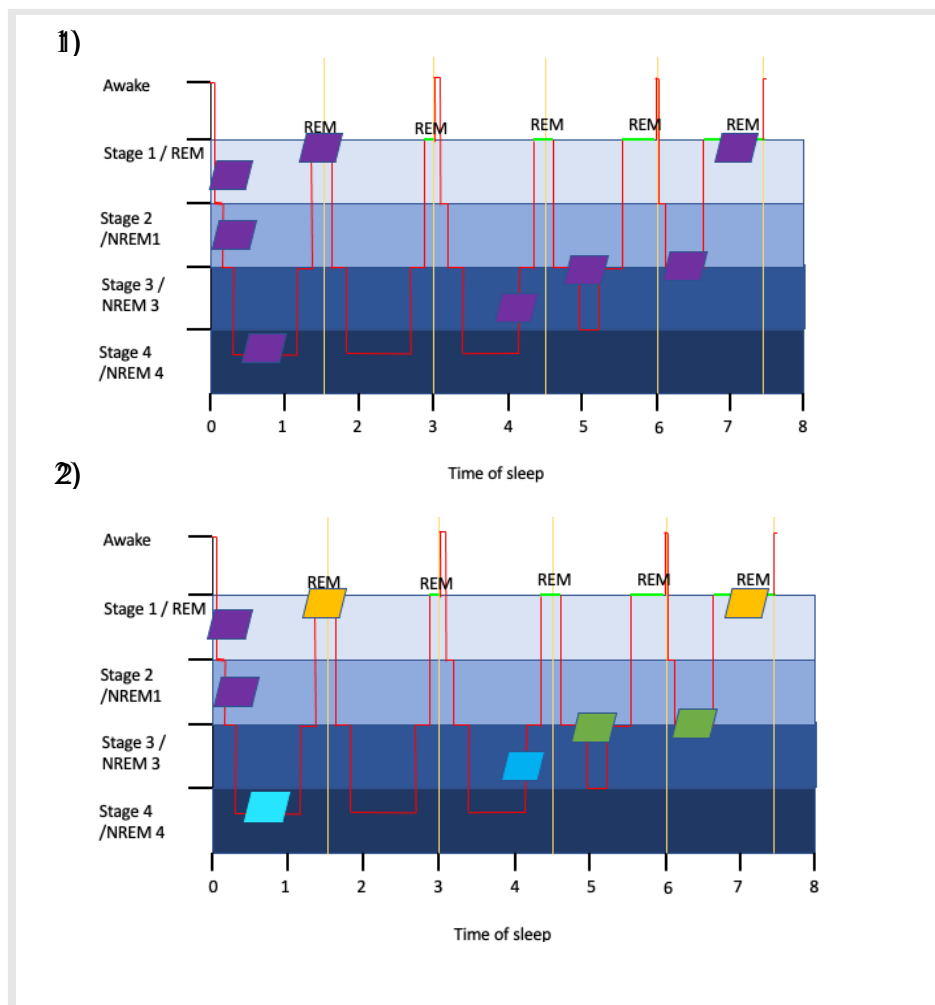 1)
Awake
REM
REM
REM
REM
REM
Stage 1 / REM
Stage 2
/NREM1
Stage 3 /
NREM 3
Stage 4
/NREM 4
0 1 2 3 4 5 6 7 8
Time of sleep
2)
Awake
REM
REM
REM
REM
REM
Stage 1 / REM
Stage 2
/NREM1
Stage 3 /
NREM 3
Stage 4
/NREM 4
0 1 2 3 4 5 6 7 8
Time of sleep